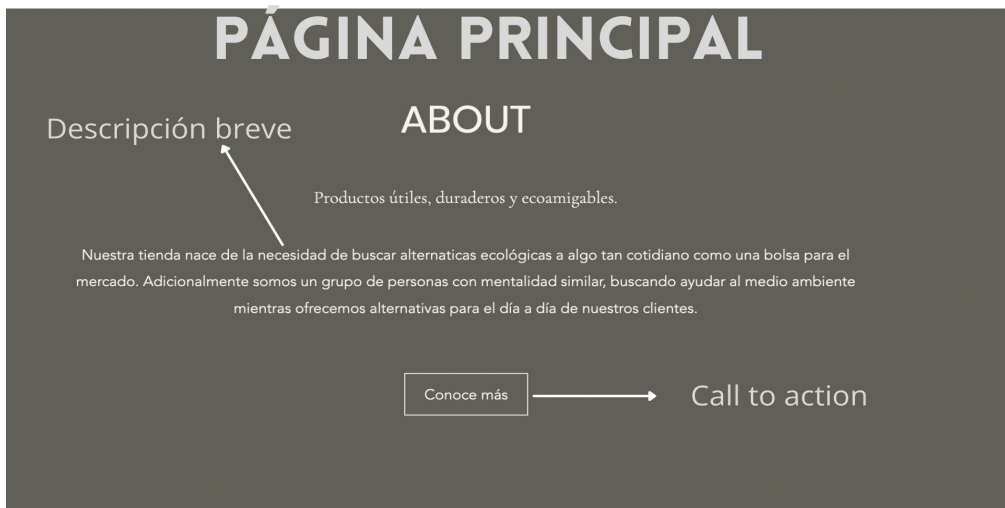 PÁGINA PRINCIPAL
ABOUT
Descripción breve
Productos útiles, duraderos y ecoamigables.
Nuestra tienda nace de la necesidad de buscar alternaticas ecológicas a algo tan cotidiano como una bolsa para el
mercado. Adicionalmente somos un grupo de personas con mentalidad similar, buscando ayudar al medio ambiente
mientras ofrecemos alternativas para el día a día de nuestros clientes.
Conoce más
Call to action